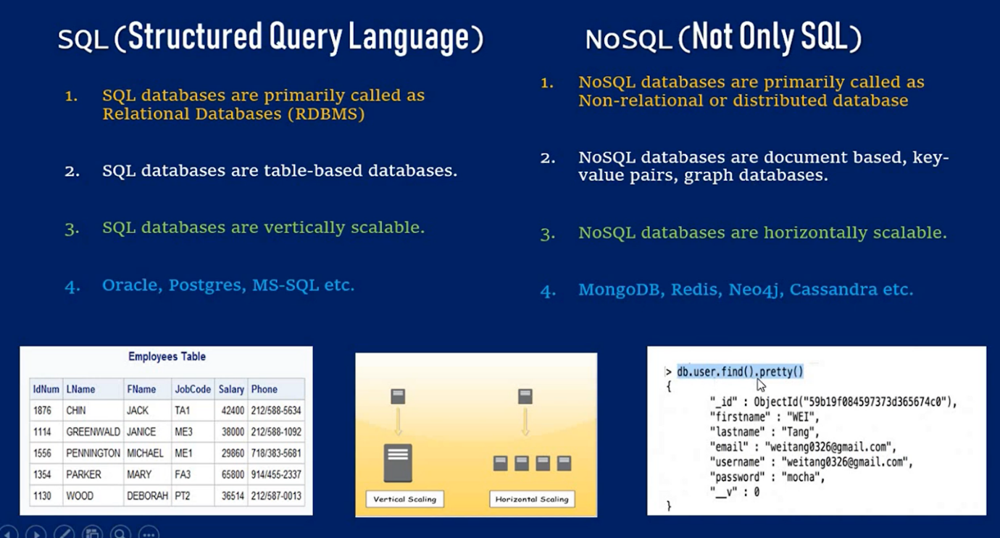 SQL (Structured Query Language)
1. SQL databases are primarily called as
Relational Databases (RDBMS)
2. SQL databases are table-based databases.
3. SQL databases are vertically scalable.
4. Oracle, Postgres, MS-SQL etc.
NoSQL (Not Only SQL)
1. NoSQL databases are primarily called as
Non-relational or distributed database
2. NoSQL databases are document based, key-
value pairs, graph databases.
3. NoSQL databases are horizontally scalable.
4. MongoDB, Redis, Neo4j, Cassandra etc.
Employees Table
IdNum LName FName JobCode Salary Phone
1876 CHIN JACK TA1 42400 212/588-5634
1114 GREENWALD JANICE ME3 38000 212/588-1092
1556 PENNINGTON MICHAEL ME1 29860 718/383-5681
1354 PARKER MARY FA3 65800 914/455-2337
1130 WOOD DEBORAH PT2 36514 212/587-0013
Vertical Scaling
Horizontal Scaling
> db.user.find().pretty()
{
"_id" : ObjectId("59b19f084597373d365674c0"),
"firstname" : "WEI",
"lastname" : "Tang",
"email" : "weitang0326@gmail.com",
"username" : "weitang0326@gmail.com",
"password" : "mocha",
"__v" : 0
}